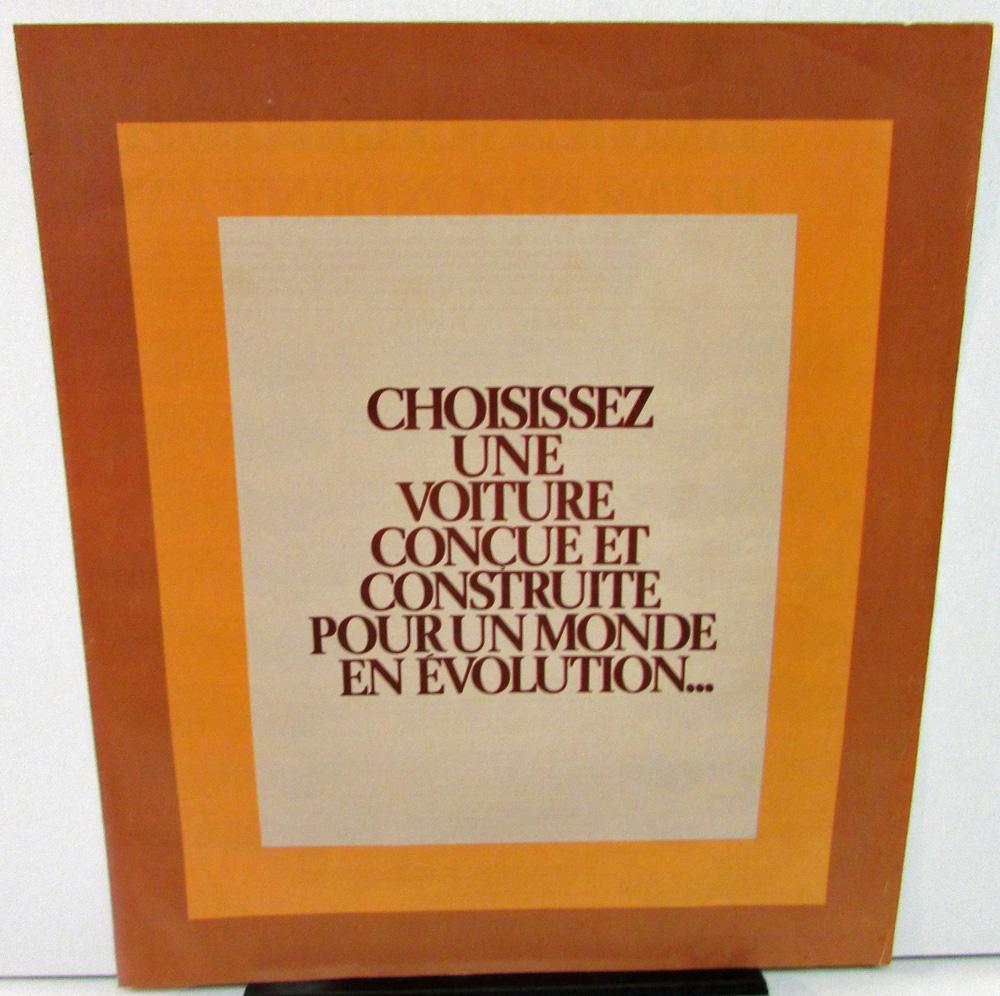 CHOISISSEZ
UNE
VOITURE
CONÇUE ET
CONSTRUITE
POUR UN MONDE
EN ÉVOLUTION...